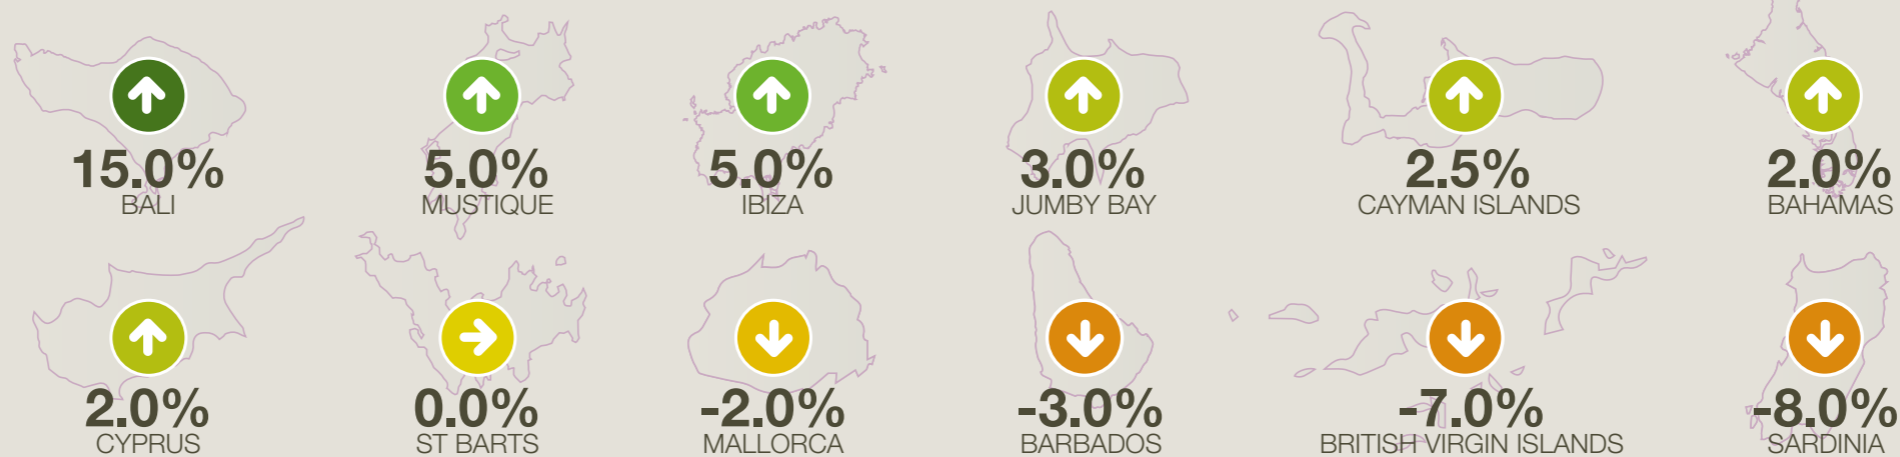 15.0%
BALI
5.0%
MUSTIQUE
5.0%
IBIZA
3.0%
JUMBY BAY
2.5%
CAYMAN ISLANDS
2.0%
BAHAMAS
2.0%
CYPRUS
0.0%
ST BARTS
-2.0%
MALLORCA
-3.0%
BARBADOS
-7.0%
BRITISH VIRGIN ISLANDS
-8.0%
SARDINIA